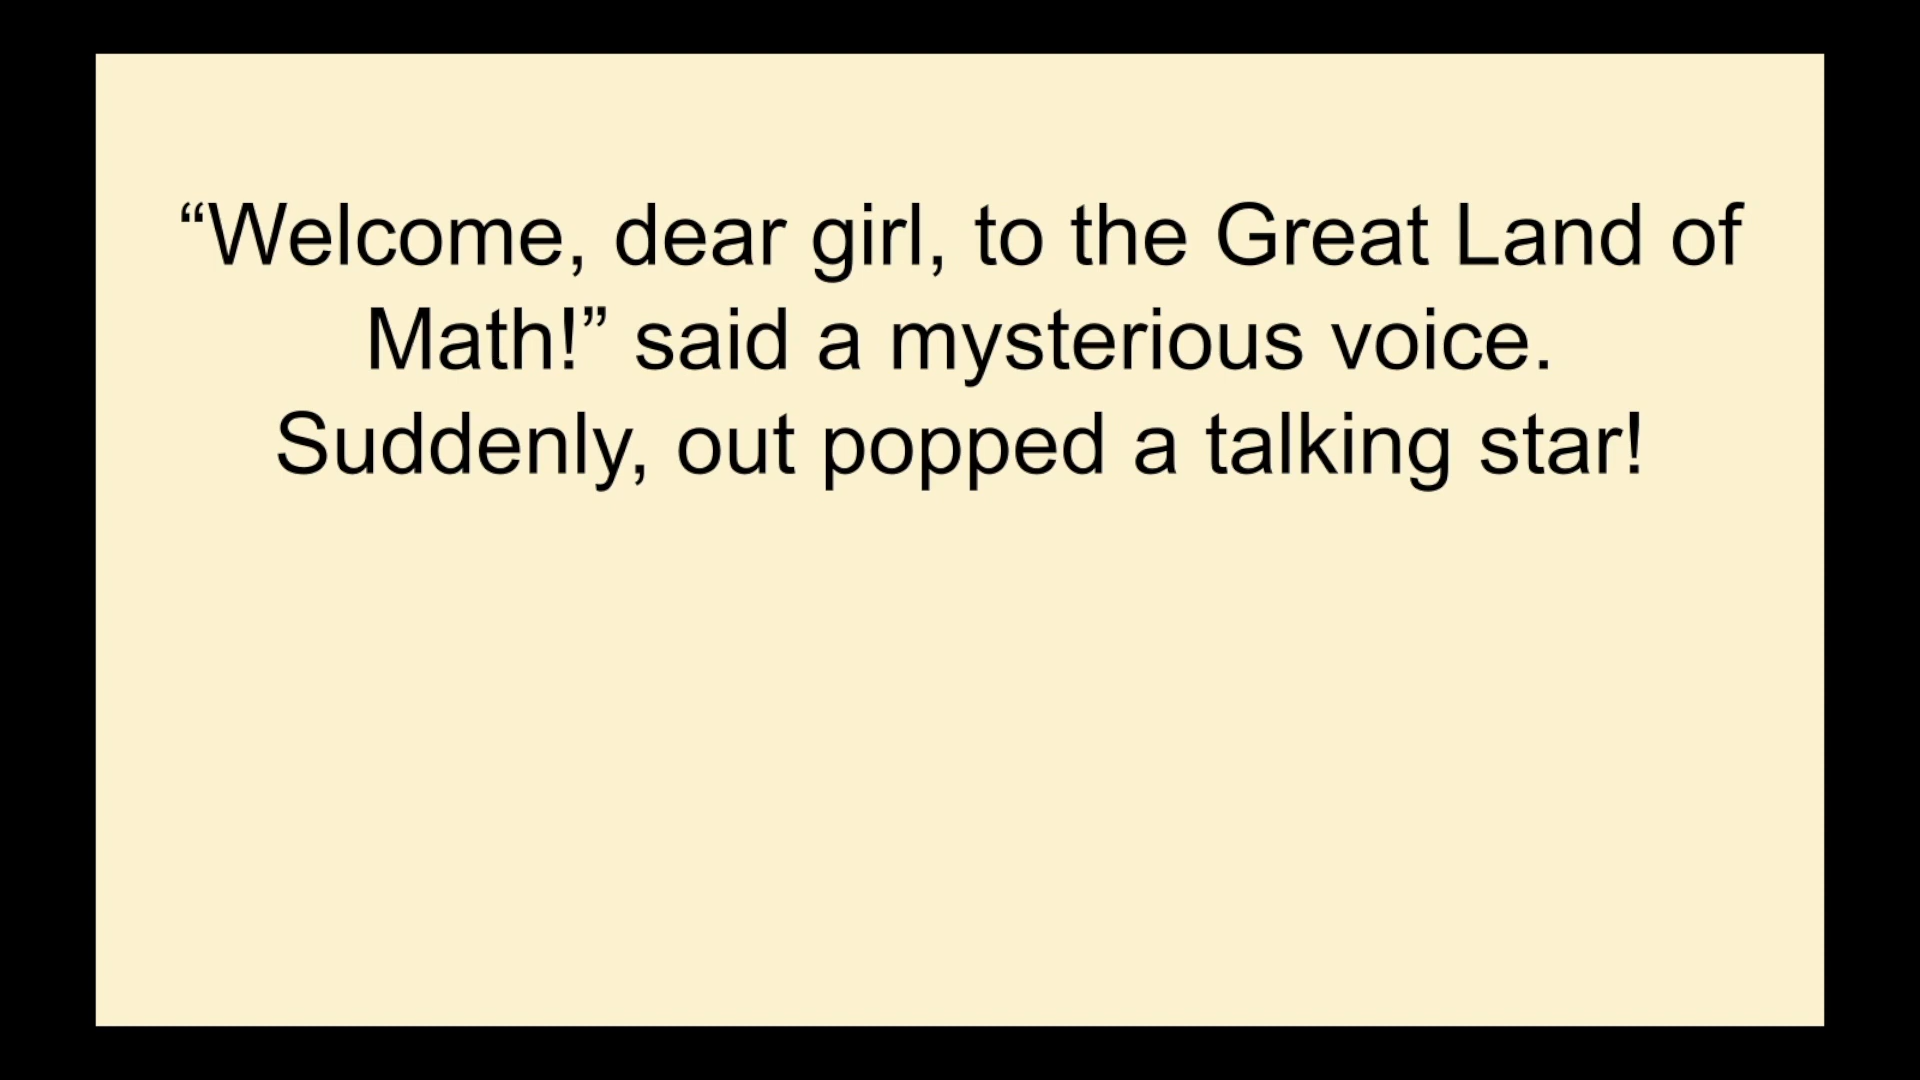 “Welcome, dear girl, to the Great Land of
Math!” said a mysterious voice.
Suddenly, out popped a talking star!